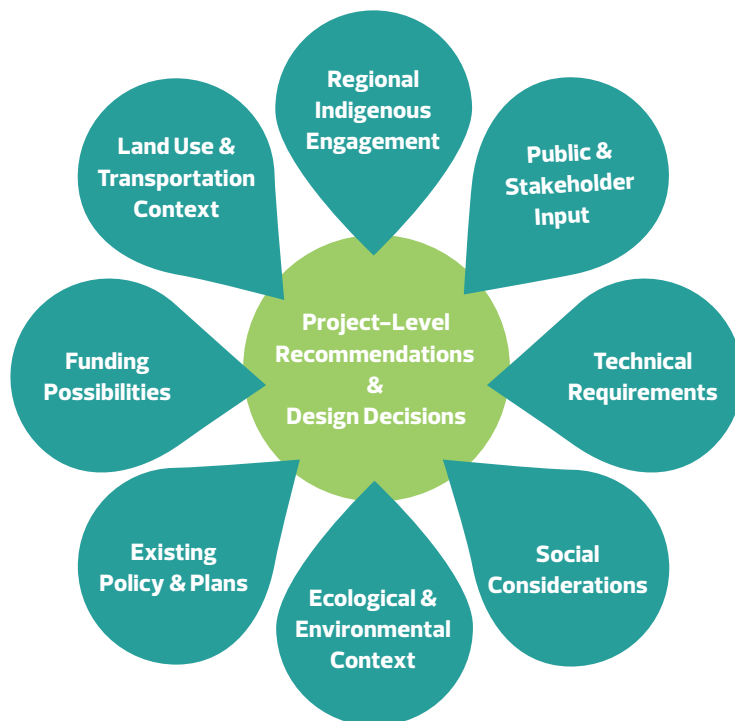 Regional
Indigenous
Engagement
Public &
Stakeholder
Input
Technical
Requirements
Social
Considerations
Ecological &
Environmental
Context
Existing
Policy & Plans
Funding
Possibilities
Land Use &
Transportation
Context
Project-Level
Recommendations
&
Design Decisions